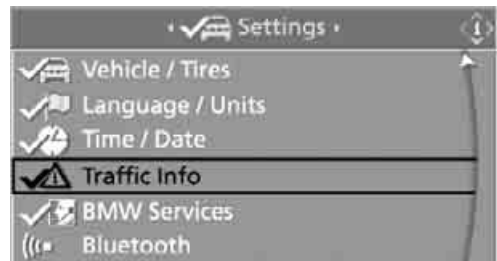 Settings
Vehicle / Tires
Language / Units
Time / Date
Traffic Info
BMW Services
Bluetooth